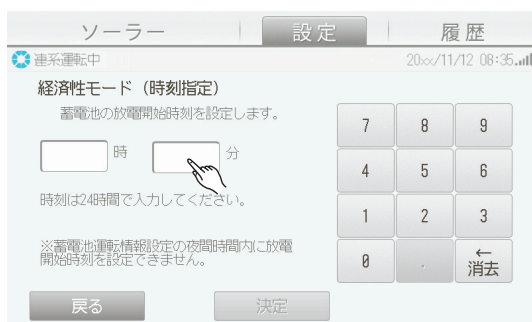 ソーラー
設定
履歴
連系運転中
20xx/11/12 08:35
経済性モード（時刻指定）
蓄電池の放電開始時刻を設定します。
時
分
時刻は24時間で入力してください。
※蓄電池運転情報設定の夜間時間内に放電
開始時刻を設定できません。
7 8 9
4 5 6
1 2 3
0 . ←
消去
戻る
決定